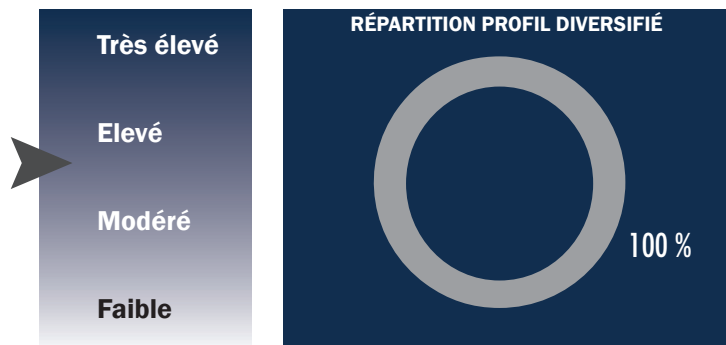 Très élevé
Elevé
Modéré
Faible
RÉPARTITION PROFIL DIVERSIFIÉ
100 %